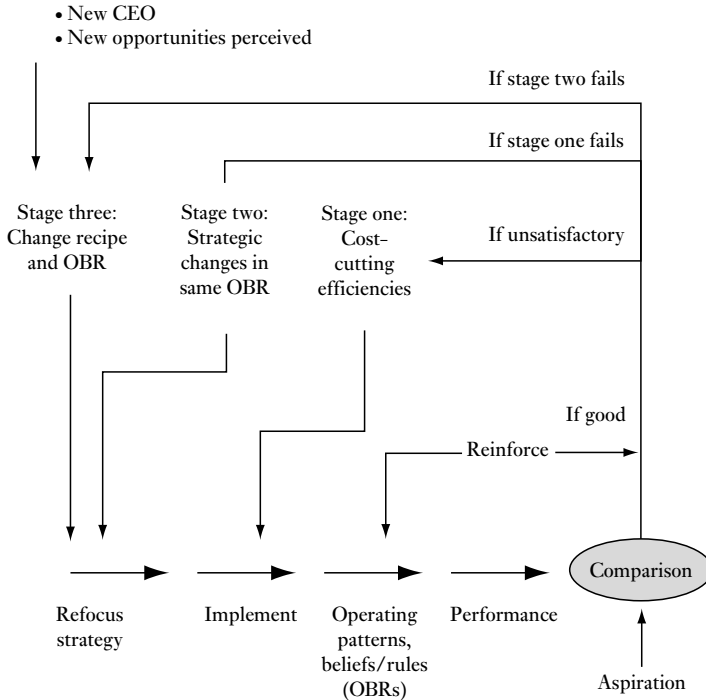 • New CEO
• New opportunities perceived
If stage two fails
If stage one fails
Stage three:
Change recipe
and OBR
Stage two:
Strategic
changes in
same OBR
Stage one:
Cost-
cutting
efficiencies
If unsatisfactory
If good
Reinforce
Comparison
Refocus
strategy
Implement
Operating
patterns,
beliefs/rules
(OBRs)
Performance
Aspiration